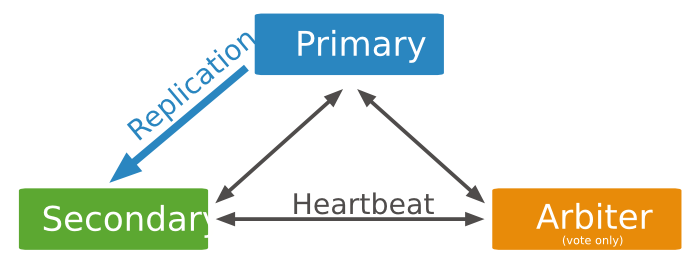 Primary
Replication
Secondary
Heartbeat
Arbiter
(vote only)